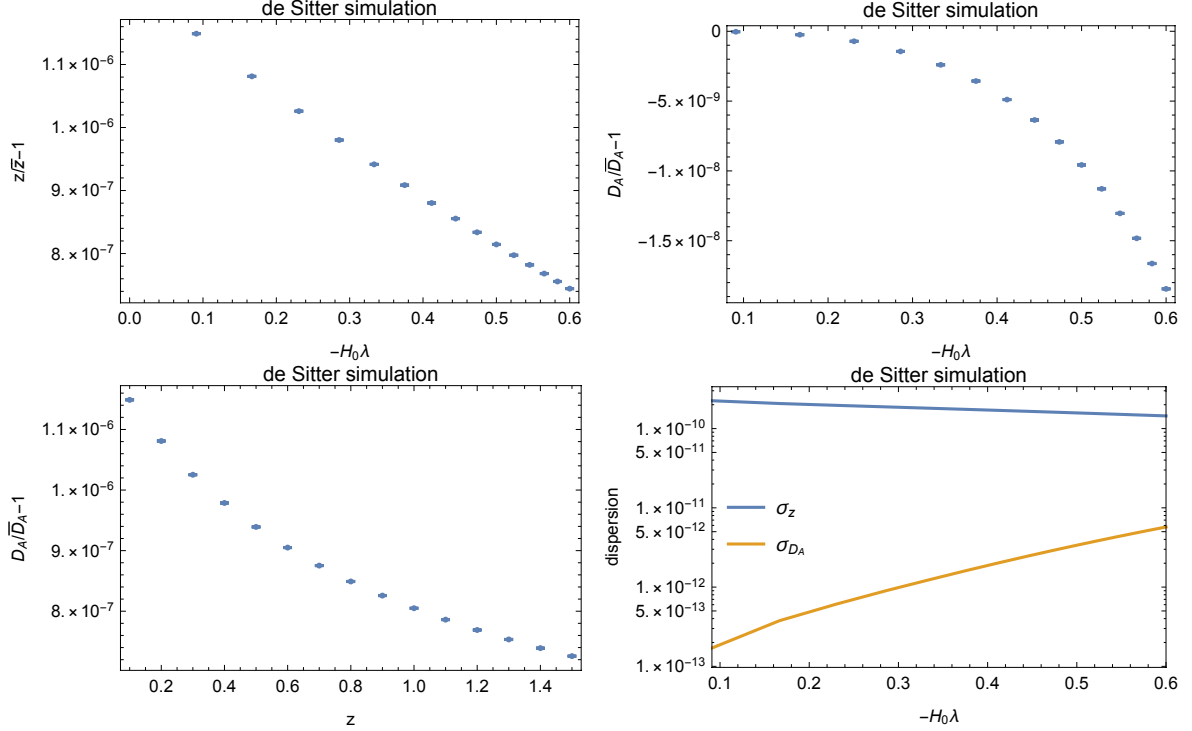 de Sitter simulation
z/z̄-1
1.1×10⁻⁶
1.×10⁻⁶
9.×10⁻⁷
8.×10⁻⁷
0.0 0.1 0.2 0.3 0.4 0.5 0.6
-H₀λ
de Sitter simulation
D_A/D̄_A-1
0
-5.×10⁻⁹
-1.×10⁻⁸
-1.5×10⁻⁸
0.1 0.2 0.3 0.4 0.5 0.6
-H₀λ
de Sitter simulation
D_A/D̄_A-1
1.1×10⁻⁶
1.×10⁻⁶
9.×10⁻⁷
8.×10⁻⁷
0.2 0.4 0.6 0.8 1.0 1.2 1.4
z
de Sitter simulation
dispersion
1.×10⁻¹⁰
5.×10⁻¹¹
1.×10⁻¹¹
5.×10⁻¹²
1.×10⁻¹²
5.×10⁻¹³
1.×10⁻¹³
σ_z
σ_{D_A}
0.1 0.2 0.3 0.4 0.5 0.6
-H₀λ